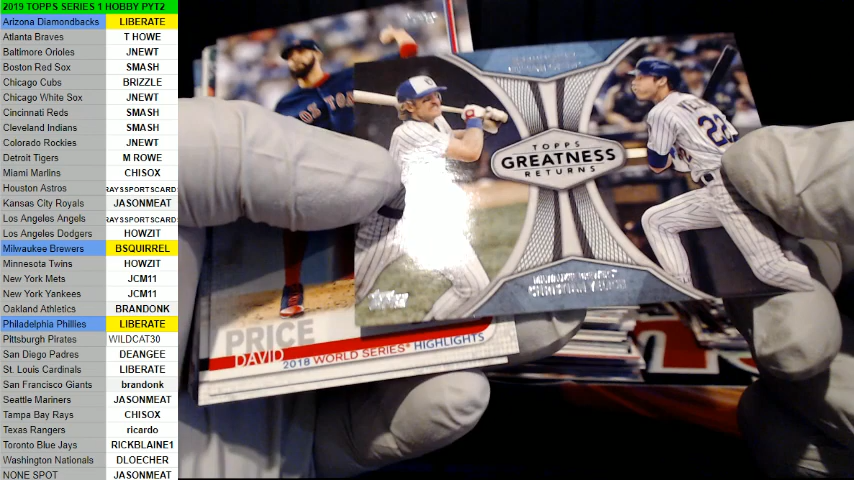 2019 TOPPS SERIES 1 HOBBY PYT2
Arizona Diamondbacks LIBERATE
Atlanta Braves T HOWE
Baltimore Orioles JNEWT
Boston Red Sox SMASH
Chicago Cubs BRIZZLE
Chicago White Sox JNEWT
Cincinnati Reds SMASH
Cleveland Indians SMASH
Colorado Rockies JNEWT
Detroit Tigers M ROWE
Miami Marlins CHISOX
Houston Astros RAYSSPORTSCARD
Kansas City Royals JASONMEAT
Los Angeles Angels RAYSSPORTSCARD
Los Angeles Dodgers HOWZIT
Milwaukee Brewers BSQUIRREL
Minnesota Twins HOWZIT
New York Mets JCM11
New York Yankees JCM11
Oakland Athletics BRANDONK
Philadelphia Phillies LIBERATE
Pittsburgh Pirates WILDCAT30
San Diego Padres DEANGEE
St. Louis Cardinals LIBERATE
San Francisco Giants brandonk
Seattle Mariners JASONMEAT
Tampa Bay Rays CHISOX
Texas Rangers ricardo
Toronto Blue Jays RICKBLAINE1
Washington Nationals DLOECHER
NONE SPOT JASONMEAT
TOPPS
GREATNESS
RETURNS
22
PRICE
DAVID
2018 WORLD SERIES HIGHLIGHTS